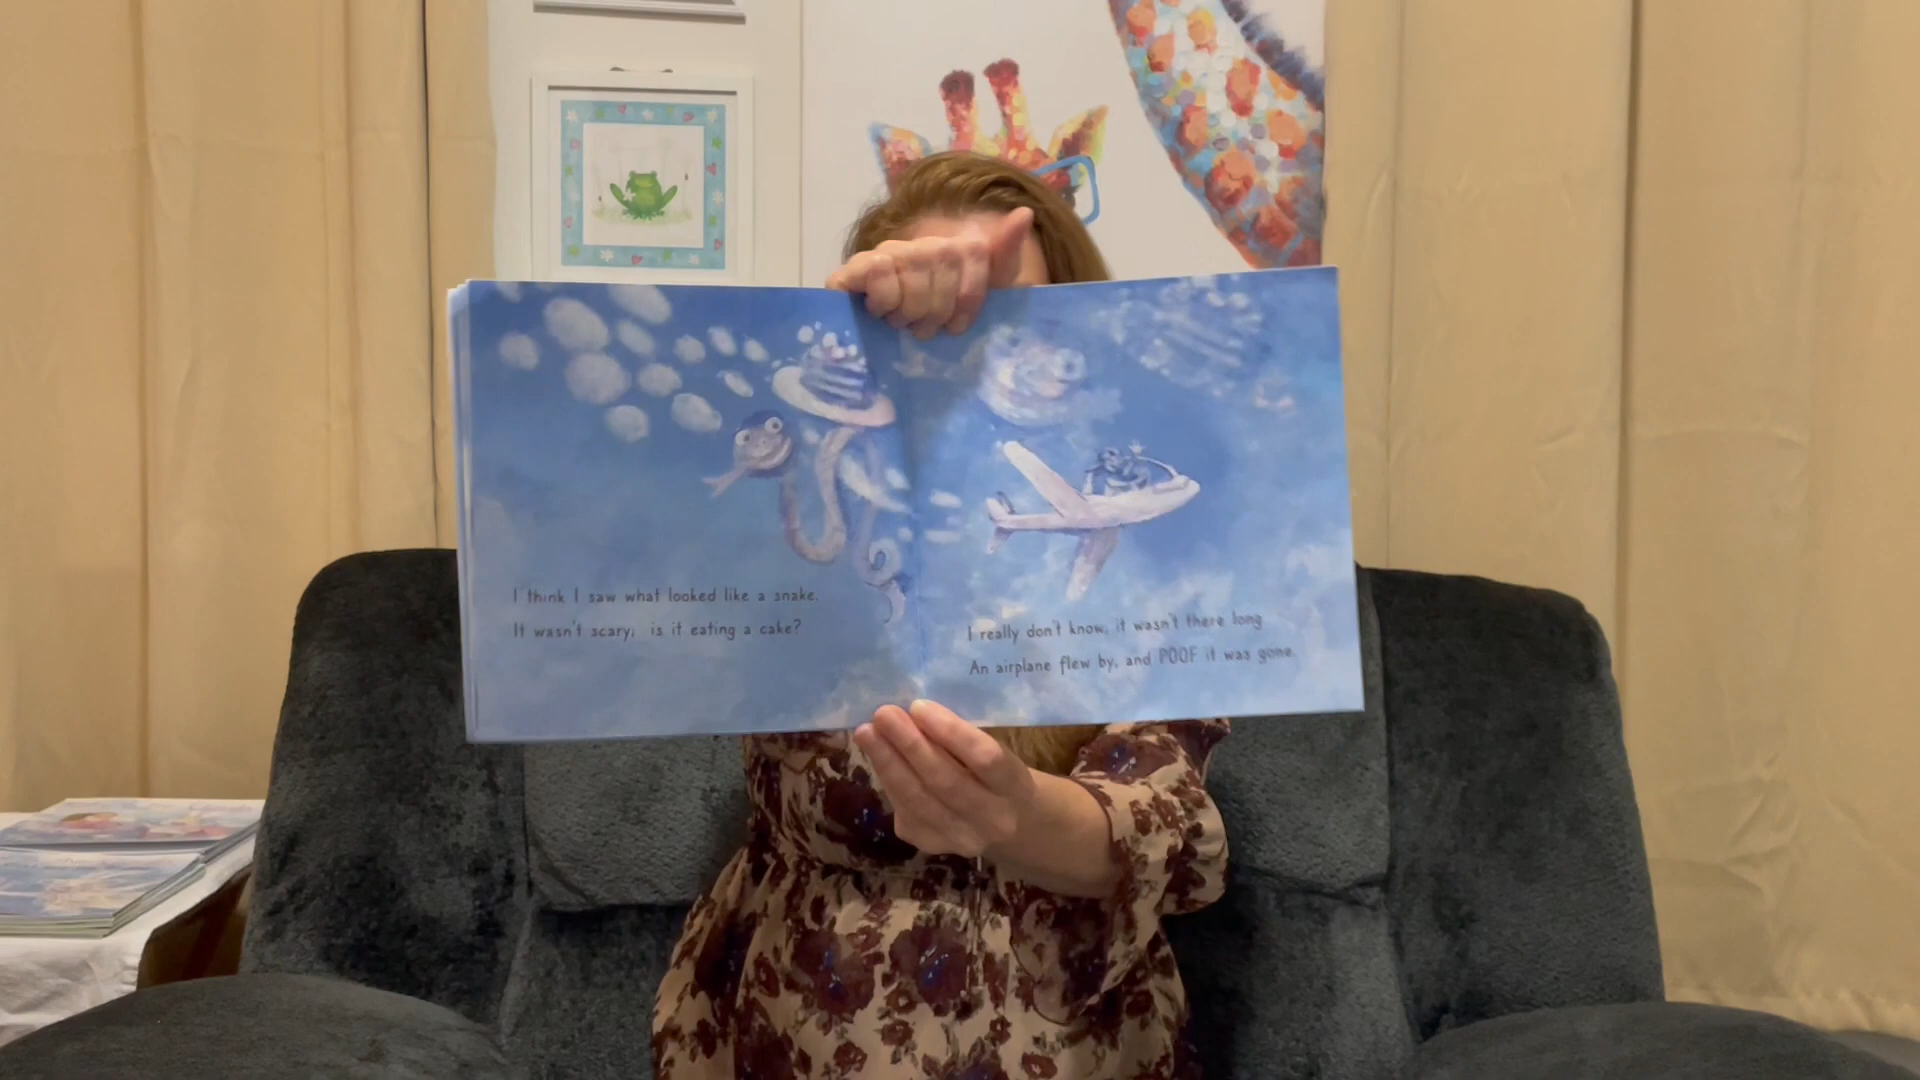 I think I saw what looked like a snake.
It wasn't scary; is it eating a cake?
I really don't know, it wasn't there long
An airplane flew by, and POOF it was gone.